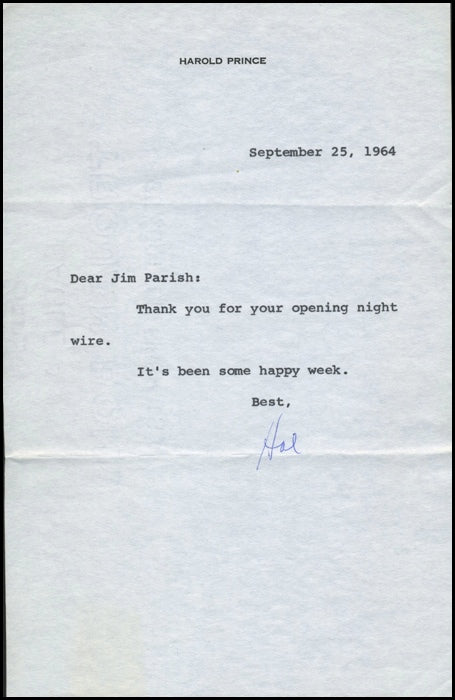 HAROLD PRINCE
September 25, 1964
Dear Jim Parish:
Thank you for your opening night
wire.
It's been some happy week.
Best,
Hal